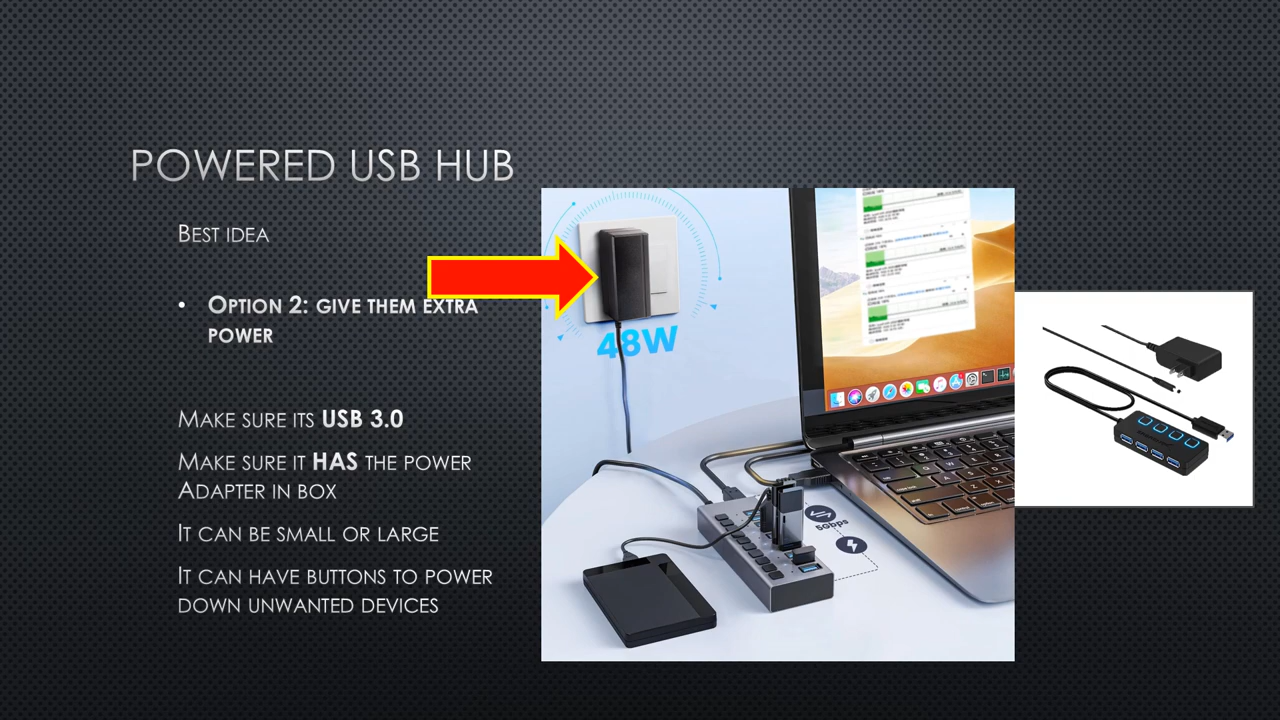 POWERED USB HUB
BEST IDEA
• OPTION 2: GIVE THEM EXTRA
POWER
MAKE SURE ITS USB 3.0
MAKE SURE IT HAS THE POWER
ADAPTER IN BOX
IT CAN BE SMALL OR LARGE
IT CAN HAVE BUTTONS TO POWER
DOWN UNWANTED DEVICES
48W
5Gbps